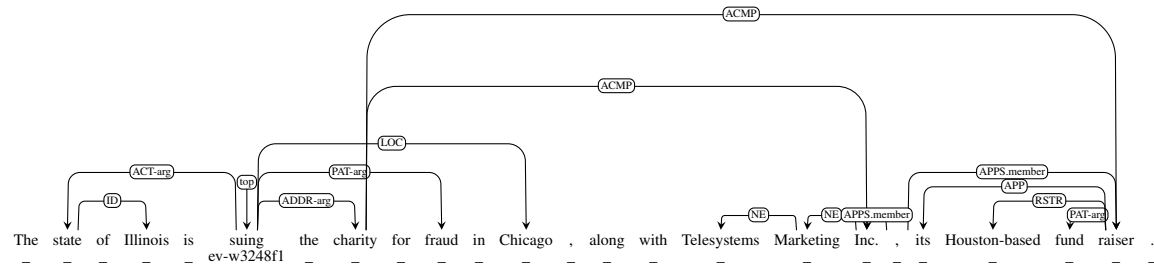 ACMP
ACMP
LOC
ACT-arg top PAT-arg APPS.member
APP
ID ADDR-arg RSTR
NE NE APPS.member PAT-arg
The state of Illinois is suing the charity for fraud in Chicago , along with Telesystems Marketing Inc. , its Houston-based fund raiser .
_ _ _ _ _ ev-w3248f1 _ _ _ _ _ _ _ _ _ _ _ _ _ _ _ _ _ _